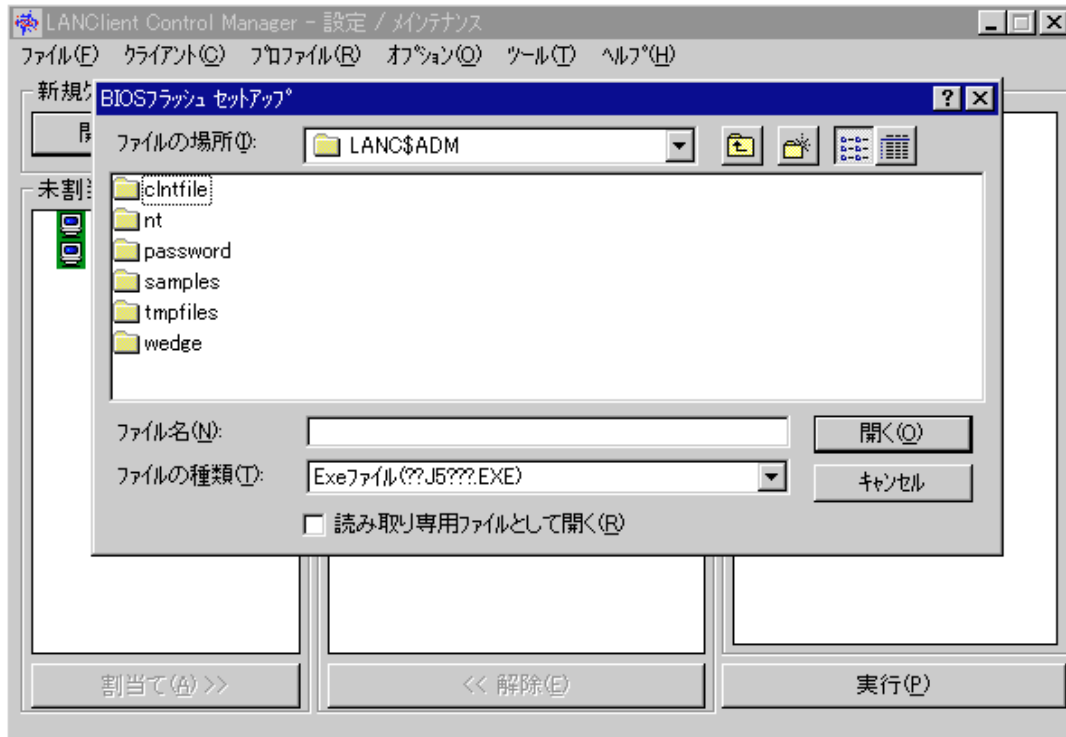 LANClient Control Manager - 設定 / メインテナンス
ファイル(F) クライアント(C) プロファイル(R) オプション(O) ツール(T) ヘルプ(H)
新規
BIOSフラッシュ セットアップ
ファイルの場所(I): LANC$ADM
未割
clntfile
nt
password
samples
tmpfiles
wedge
ファイル名(N): 開く(O)
ファイルの種類(T): Exeファイル(??J5???.EXE) キャンセル
読み取り専用ファイルとして開く(R)
割当て(A) >> << 解除(E) 実行(P)